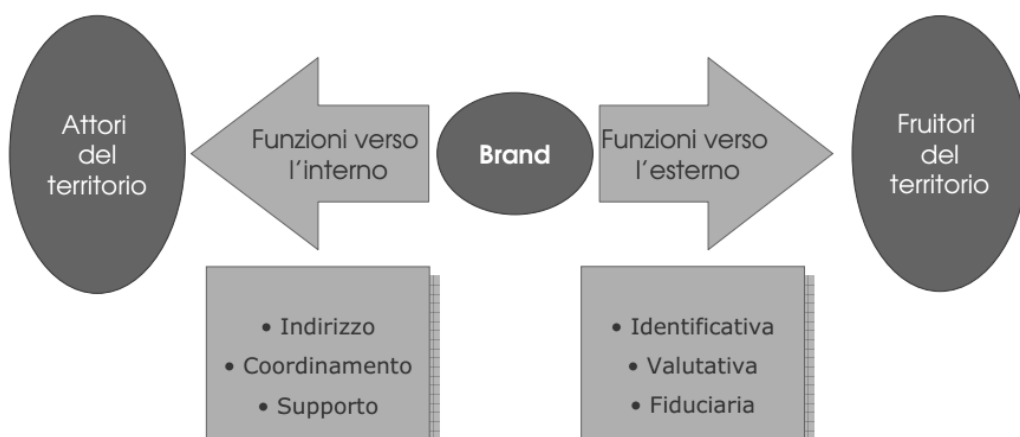 Attori
del
territorio
Funzioni verso
l'interno
Brand
Funzioni verso
l'esterno
Fruitori
del
territorio
• Indirizzo
• Coordinamento
• Supporto
• Identificativa
• Valutativa
• Fiduciaria